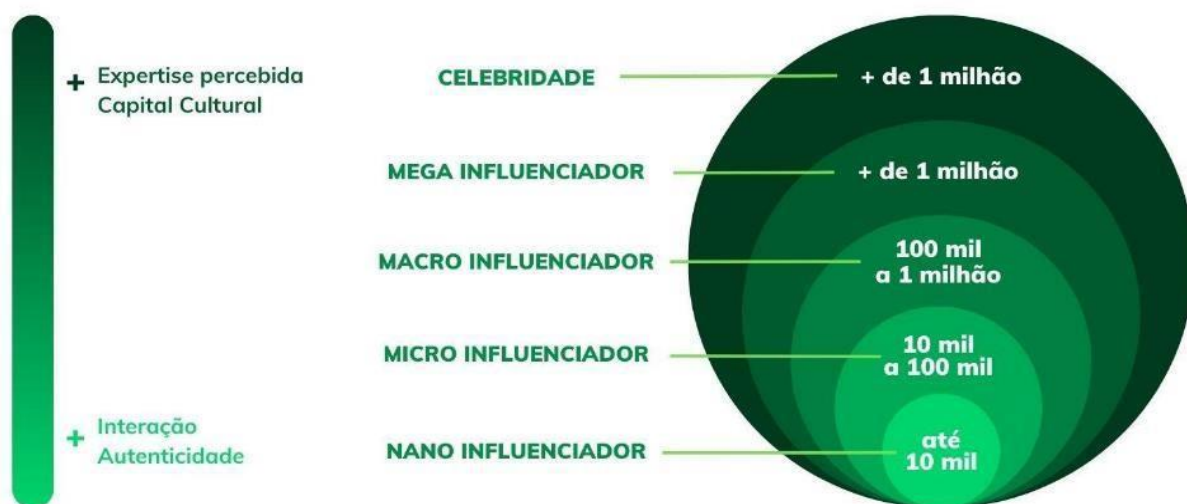 + Expertise percebida
Capital Cultural
CELEBRIDADE
+ de 1 milhão
MEGA INFLUENCIADOR
+ de 1 milhão
MACRO INFLUENCIADOR
100 mil
a 1 milhão
MICRO INFLUENCIADOR
10 mil
a 100 mil
+ Interação
Autenticidade
NANO INFLUENCIADOR
até
10 mil